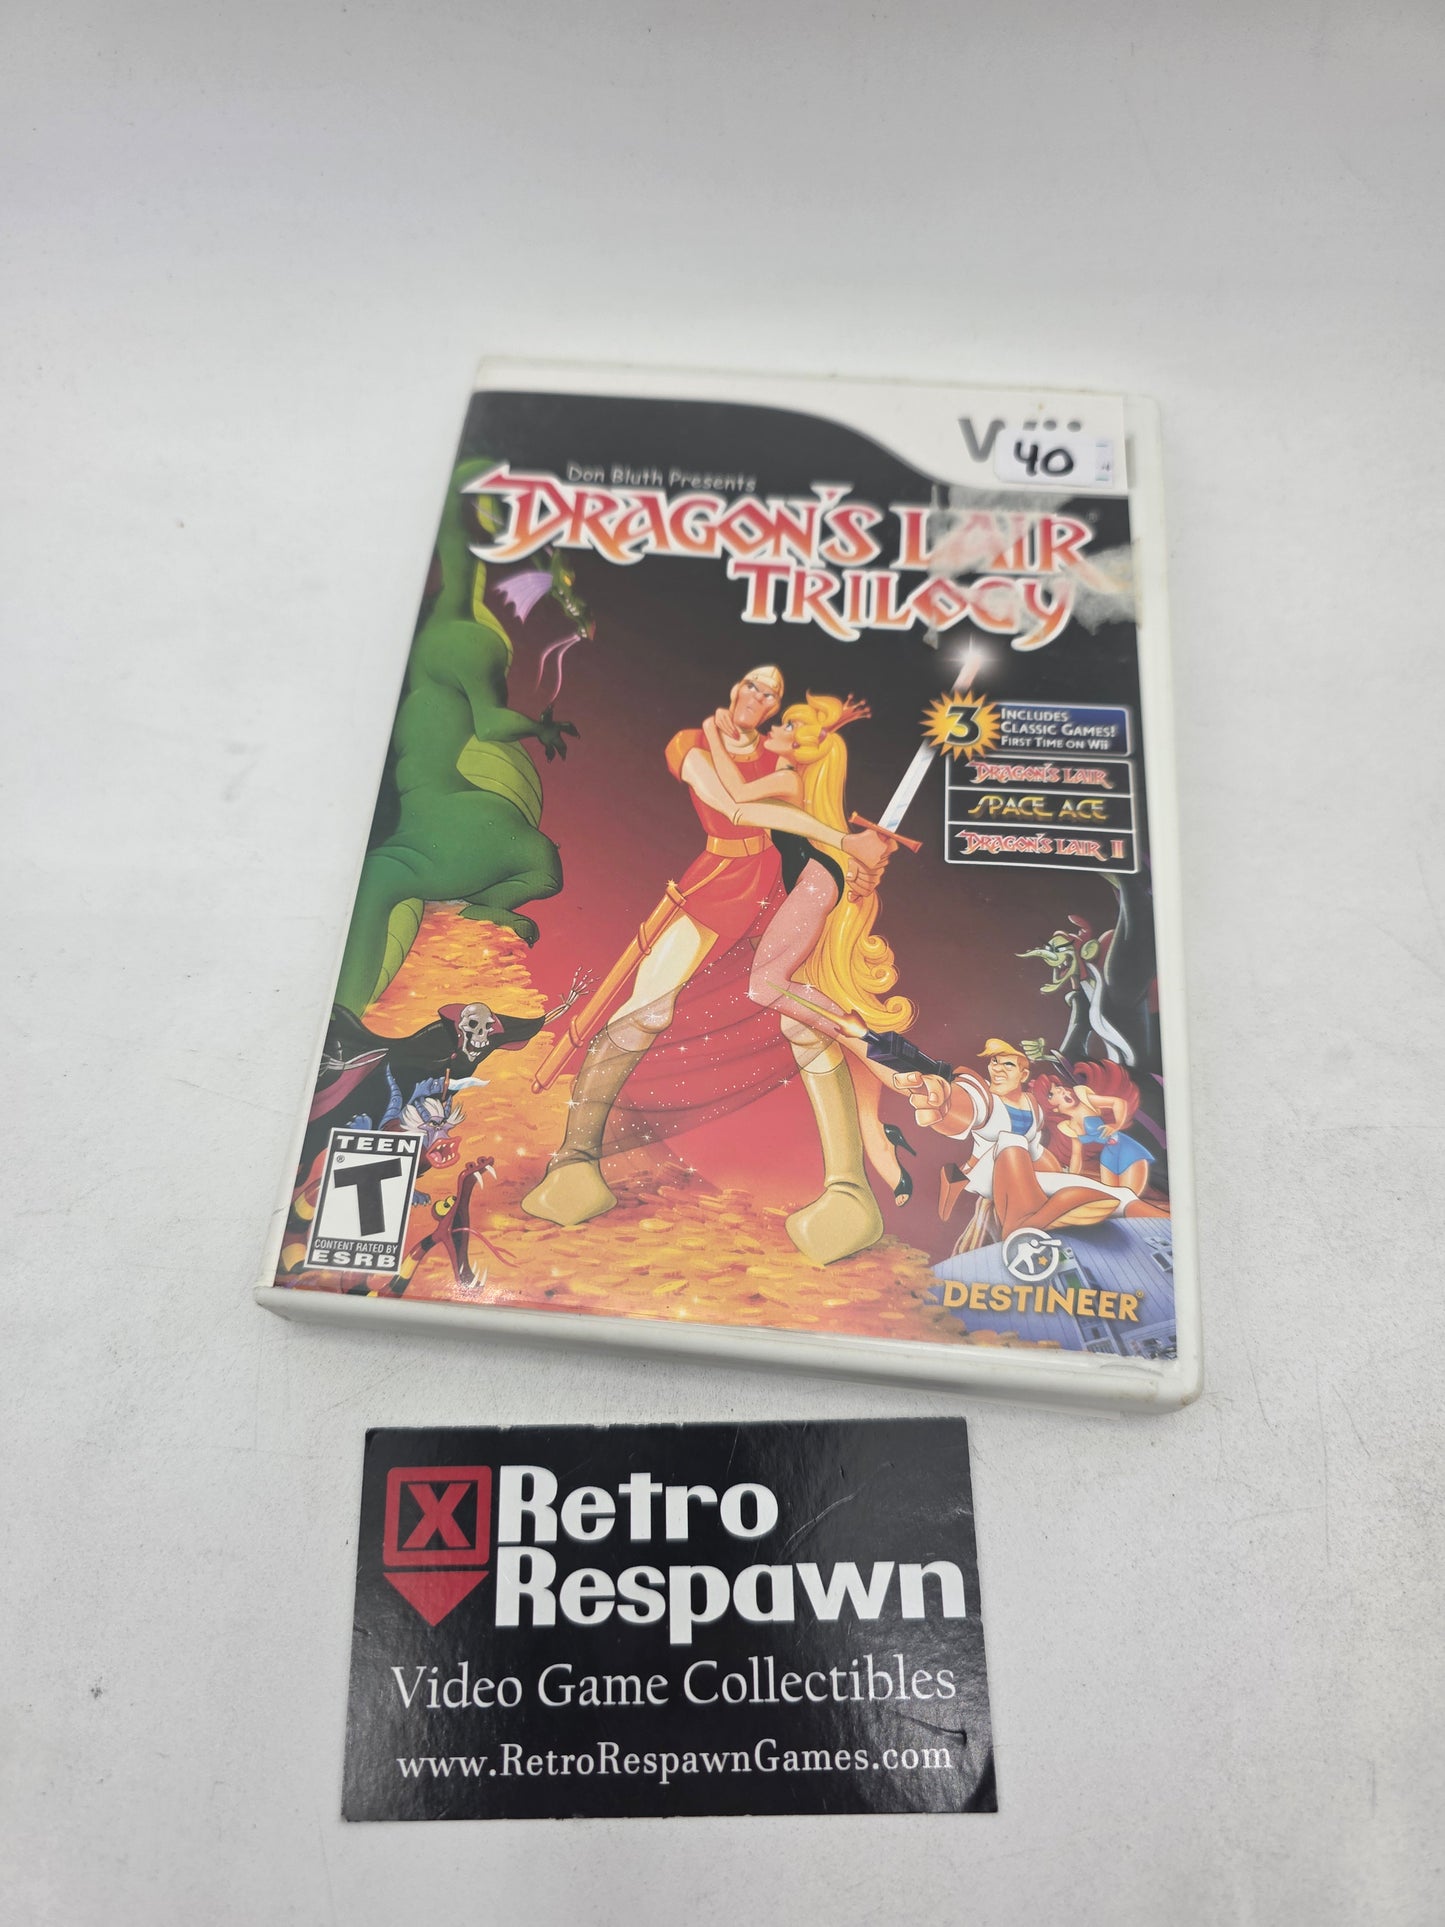 40
Don Bluth Presents
DRAGON'S LAIR
TRILOGY
3
INCLUDES
CLASSIC GAMES!
FIRST TIME ON Wii
DRAGON'S LAIR
SPACE ACE
DRAGON'S LAIR II
TEEN
T
CONTENT RATED BY
ESRB
DESTINEER
X
Retro
Respawn
Video Game Collectibles
www.RetroRespawnGames.com